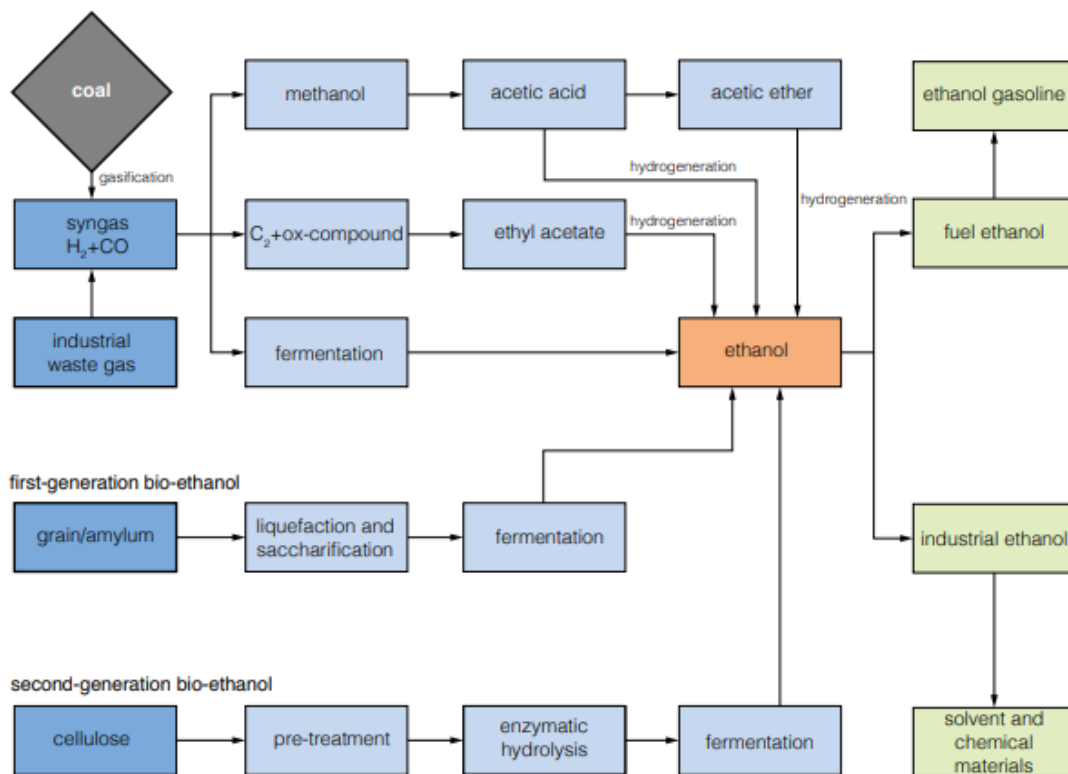 coal
methanol
acetic acid
acetic ether
ethanol gasoline
gasification
hydrogeneration
hydrogeneration
syngas
H₂+CO
C₂+ox-compound
ethyl acetate
hydrogeneration
fuel ethanol
industrial
waste gas
fermentation
ethanol
first-generation bio-ethanol
grain/amylum
liquefaction and
saccharification
fermentation
industrial ethanol
second-generation bio-ethanol
cellulose
pre-treatment
enzymatic
hydrolysis
fermentation
solvent and
chemical
materials